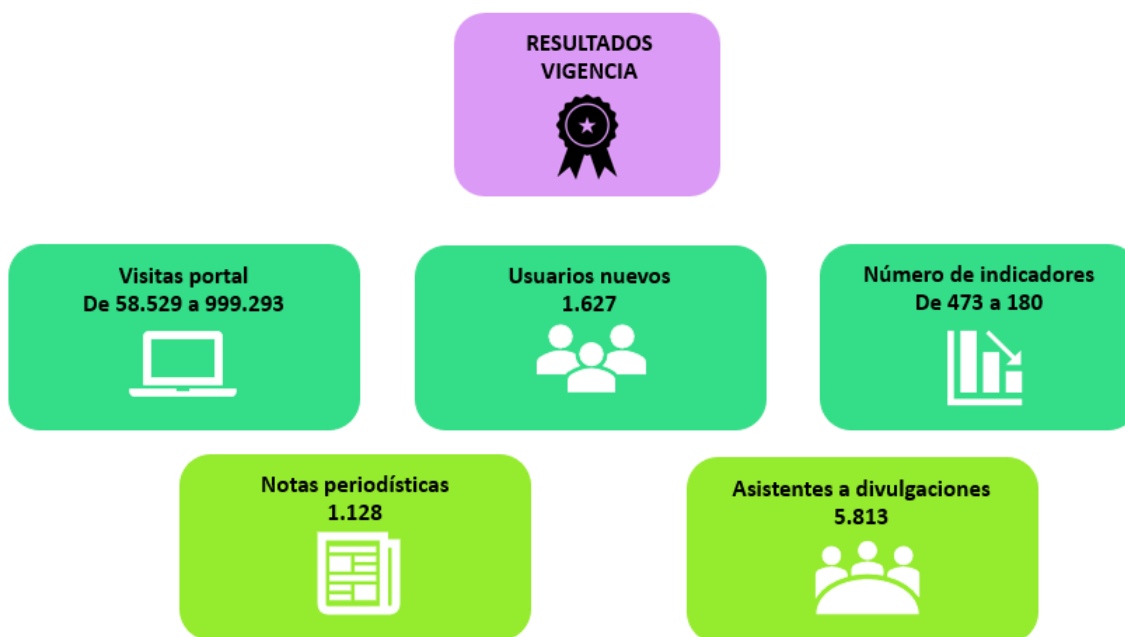 RESULTADOS
VIGENCIA
Visitas portal
De 58.529 a 999.293
Usuarios nuevos
1.627
Número de indicadores
De 473 a 180
Notas periodísticas
1.128
Asistentes a divulgaciones
5.813